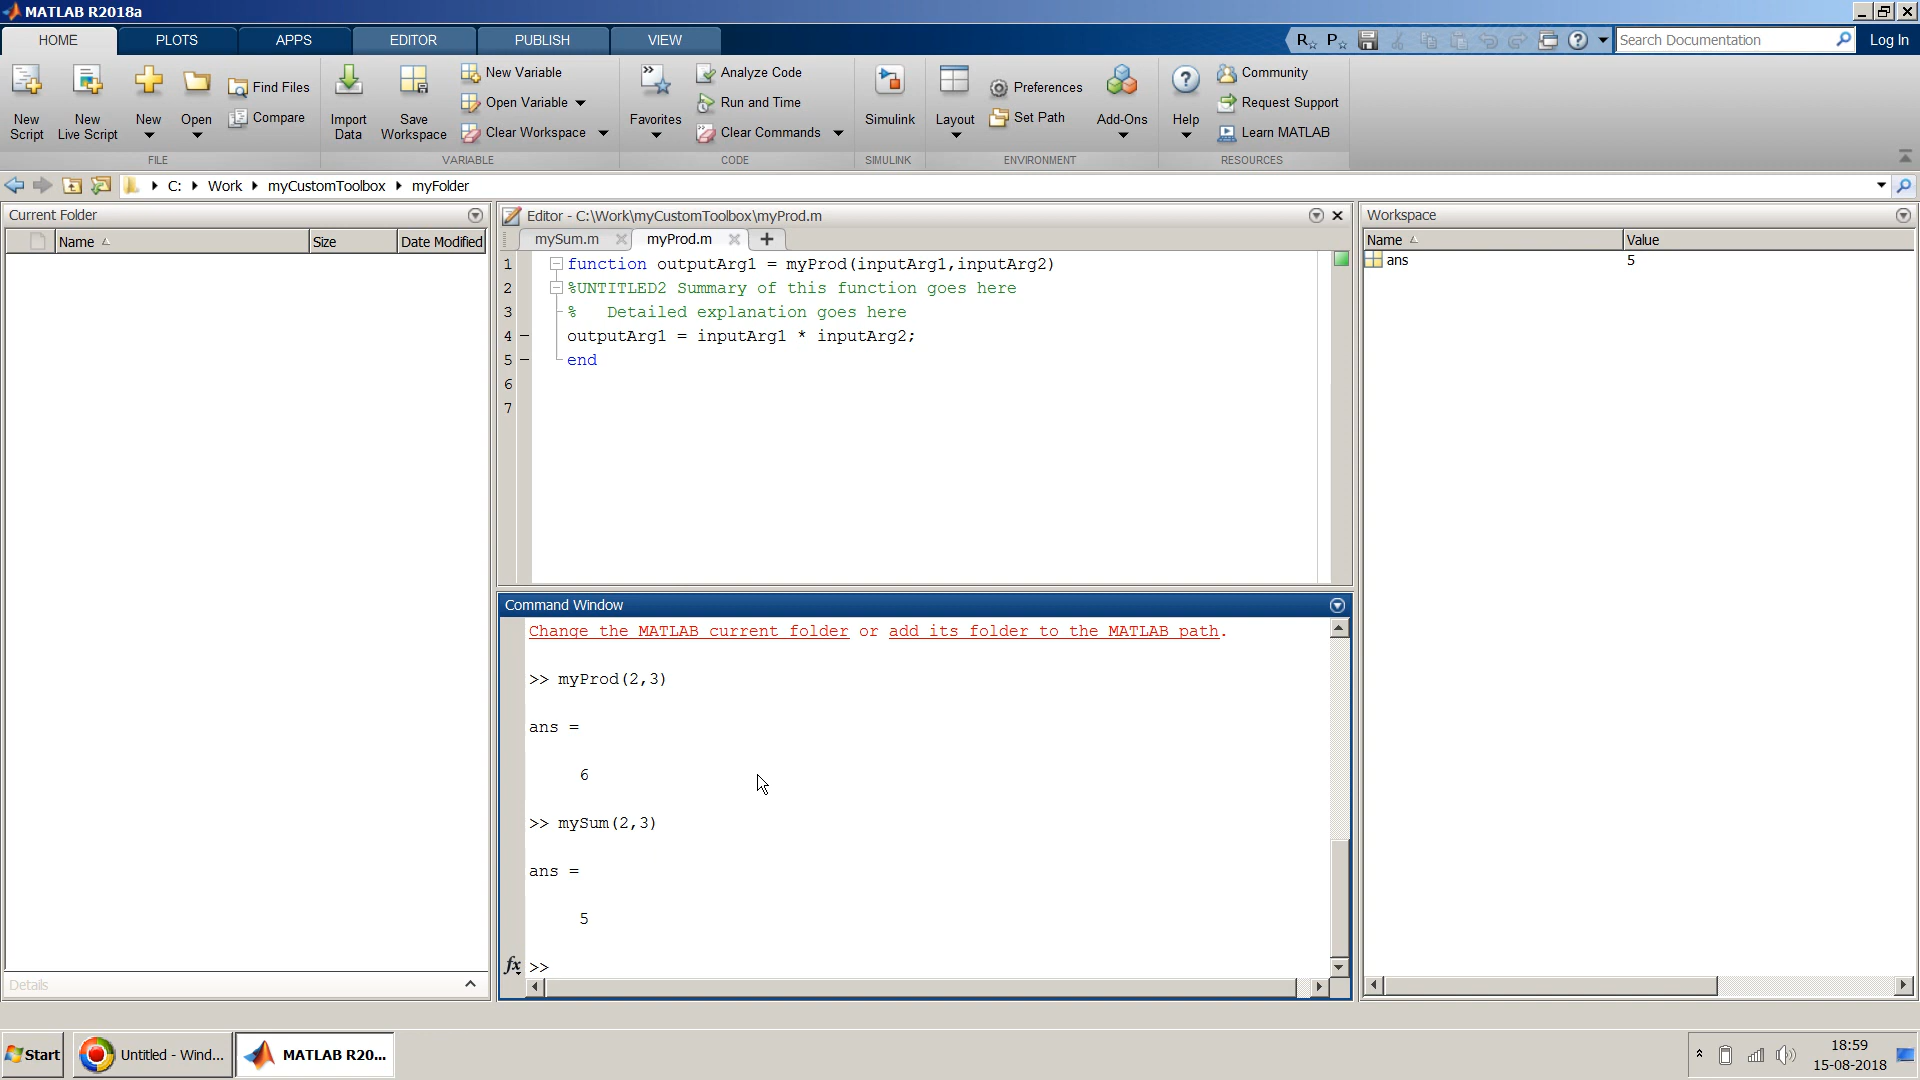 MATLAB R2018a
HOME PLOTS APPS EDITOR PUBLISH VIEW Search Documentation Log In
New Script
New Live Script
New
Open
Find Files
Compare
FILE
Import Data
Save Workspace
New Variable
Open Variable
Clear Workspace
VARIABLE
Favorites
Analyze Code
Run and Time
Clear Commands
CODE
Simulink
SIMULINK
Layout
Preferences
Set Path
Add-Ons
ENVIRONMENT
Help
Community
Request Support
Learn MATLAB
RESOURCES
C: Work myCustomToolbox myFolder
Current Folder
Name Size Date Modified
Details
Editor - C:\Work\myCustomToolbox\myProd.m
mySum.m myProd.m
1 function outputArg1 = myProd(inputArg1,inputArg2)
2 %UNTITLED2 Summary of this function goes here
3 %   Detailed explanation goes here
4 outputArg1 = inputArg1 * inputArg2;
5 end
6
7
Command Window
Change the MATLAB current folder or add its folder to the MATLAB path.
>> myProd(2,3)
ans =
6
>> mySum(2,3)
ans =
5
fx >>
Workspace
Name Value
ans 5
Start Untitled - Wind... MATLAB R20...
18:59
15-08-2018